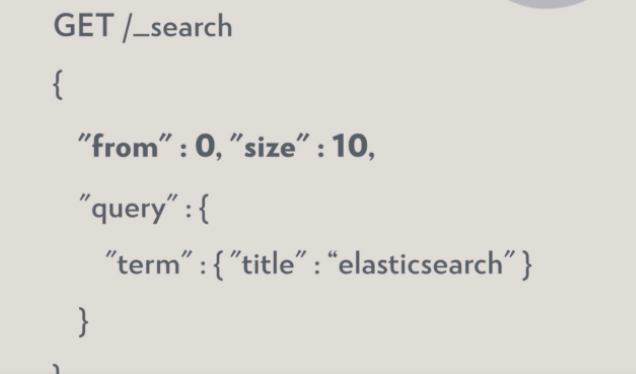 GET /_search
{
"from" : 0, "size" : 10,
"query" : {
"term" : { "title" : “elasticsearch" }
}
}